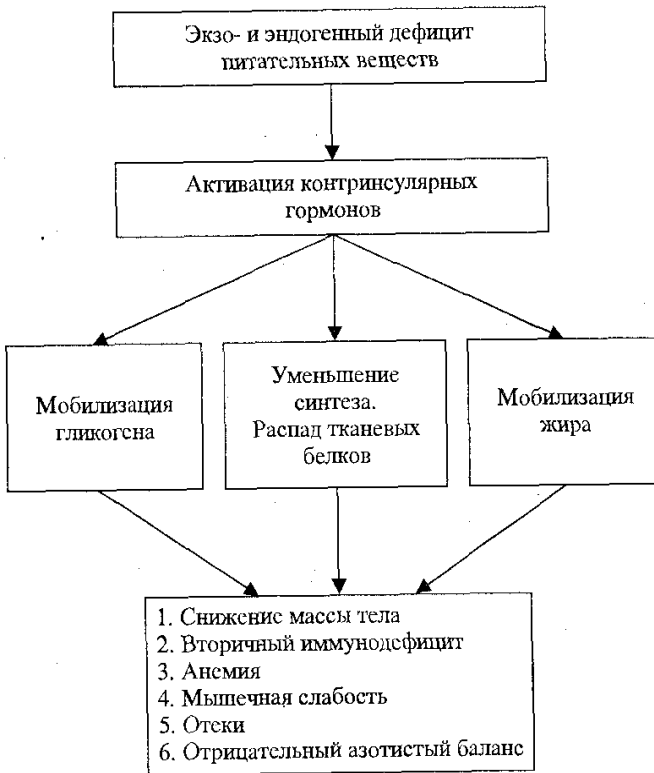 Экзо- и эндогенный дефицит
питательных веществ
Активация контринсулярных
гормонов
Мобилизация
гликогена
Уменьшение
синтеза.
Распад тканевых
белков
Мобилизация
жира
1. Снижение массы тела
2. Вторичный иммунодефицит
3. Анемия
4. Мышечная слабость
5. Отеки
6. Отрицательный азотистый баланс